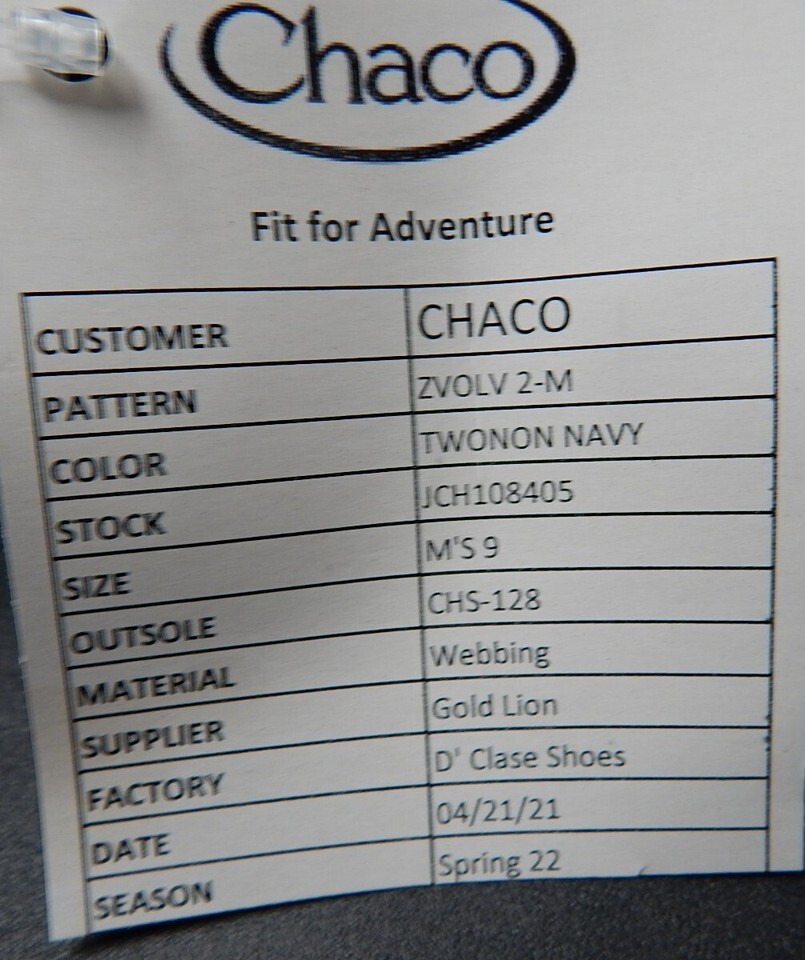 Chaco
Fit for Adventure
CUSTOMER CHACO
PATTERN ZVOLV 2-M
COLOR TWONON NAVY
STOCK JCH108405
SIZE M'S 9
OUTSOLE CHS-128
MATERIAL Webbing
SUPPLIER Gold Lion
FACTORY D' Clase Shoes
DATE 04/21/21
SEASON Spring 22